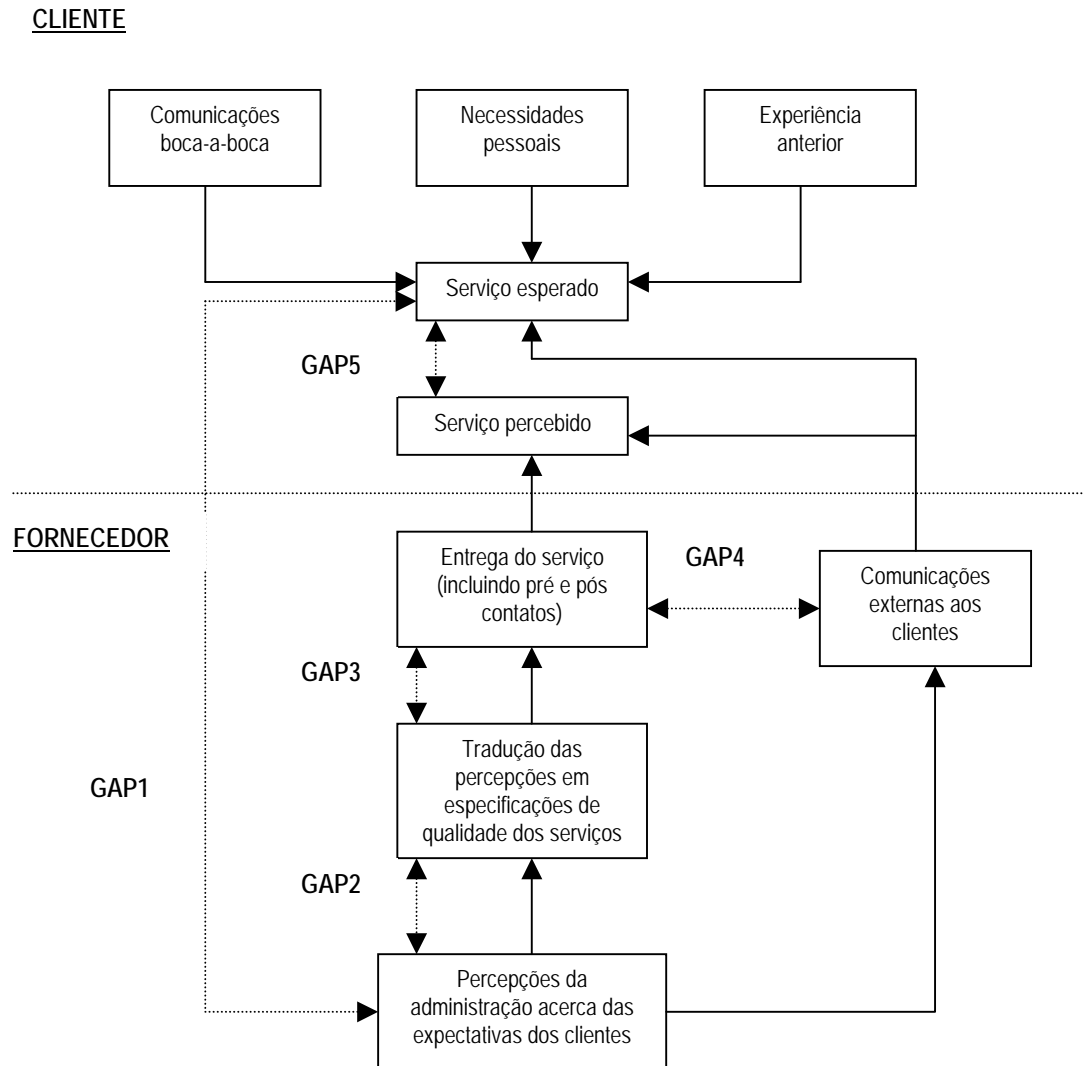 CLIENTE
Comunicações
boca-a-boca
Necessidades
pessoais
Experiência
anterior
Serviço esperado
GAP5
Serviço percebido
FORNECEDOR
Entrega do serviço
(incluindo pré e pós
contatos)
GAP4
Comunicações
externas aos
clientes
GAP3
Tradução das
percepções em
especificações de
qualidade dos serviços
GAP1
GAP2
Percepções da
administração acerca das
expectativas dos clientes